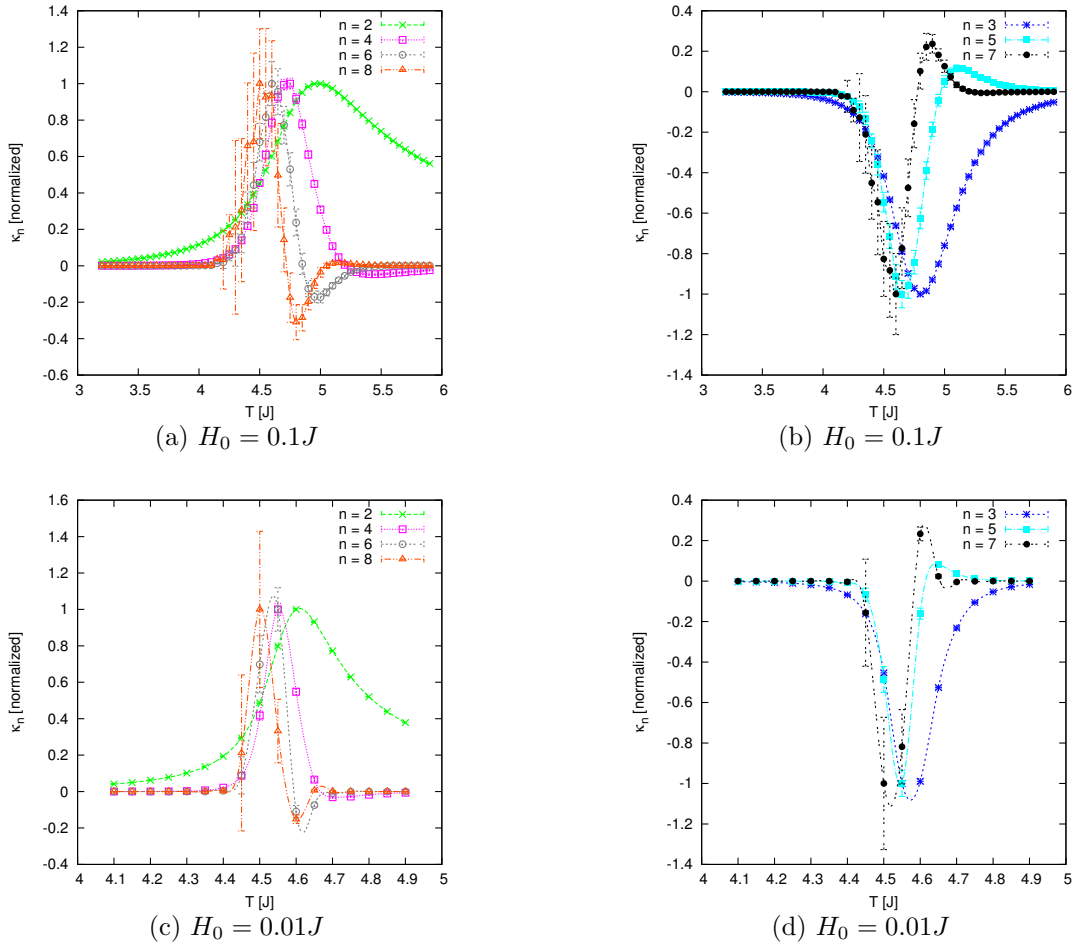 κn [normalized]
1.4
1.2
1
0.8
0.6
0.4
0.2
0
-0.2
-0.4
-0.6
n = 2
n = 4
n = 6
n = 8
3 3.5 4 4.5 5 5.5 6
T [J]
(a) H0 = 0.1J
κn [normalized]
0.4
0.2
0
-0.2
-0.4
-0.6
-0.8
-1
-1.2
-1.4
n = 3
n = 5
n = 7
3 3.5 4 4.5 5 5.5 6
T [J]
(b) H0 = 0.1J
κn [normalized]
1.6
1.4
1.2
1
0.8
0.6
0.4
0.2
0
-0.2
-0.4
n = 2
n = 4
n = 6
n = 8
4 4.1 4.2 4.3 4.4 4.5 4.6 4.7 4.8 4.9 5
T [J]
(c) H0 = 0.01J
κn [normalized]
0.4
0.2
0
-0.2
-0.4
-0.6
-0.8
-1
-1.2
-1.4
n = 3
n = 5
n = 7
4 4.1 4.2 4.3 4.4 4.5 4.6 4.7 4.8 4.9 5
T [J]
(d) H0 = 0.01J